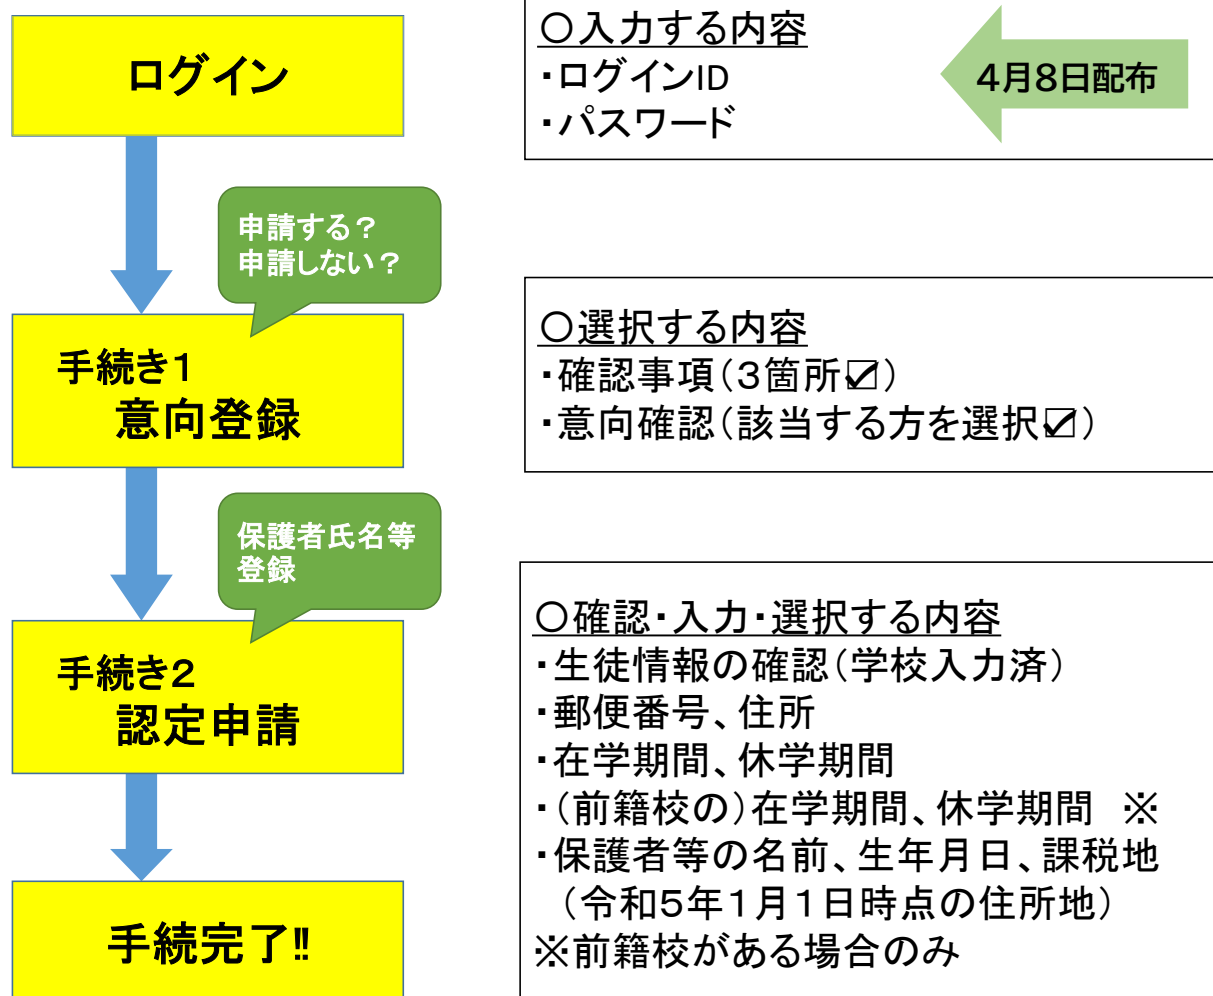 ログイン
〇入力する内容
・ログインID
・パスワード
4月8日配布
申請する？
申請しない？
手続き１
意向登録
〇選択する内容
・確認事項（３箇所☑）
・意向確認（該当する方を選択☑）
保護者氏名等
登録
手続き２
認定申請
〇確認・入力・選択する内容
・生徒情報の確認（学校入力済）
・郵便番号、住所
・在学期間、休学期間
・（前籍校の）在学期間、休学期間　※
・保護者等の名前、生年月日、課税地
（令和５年１月１日時点の住所地）
※前籍校がある場合のみ
手続完了‼